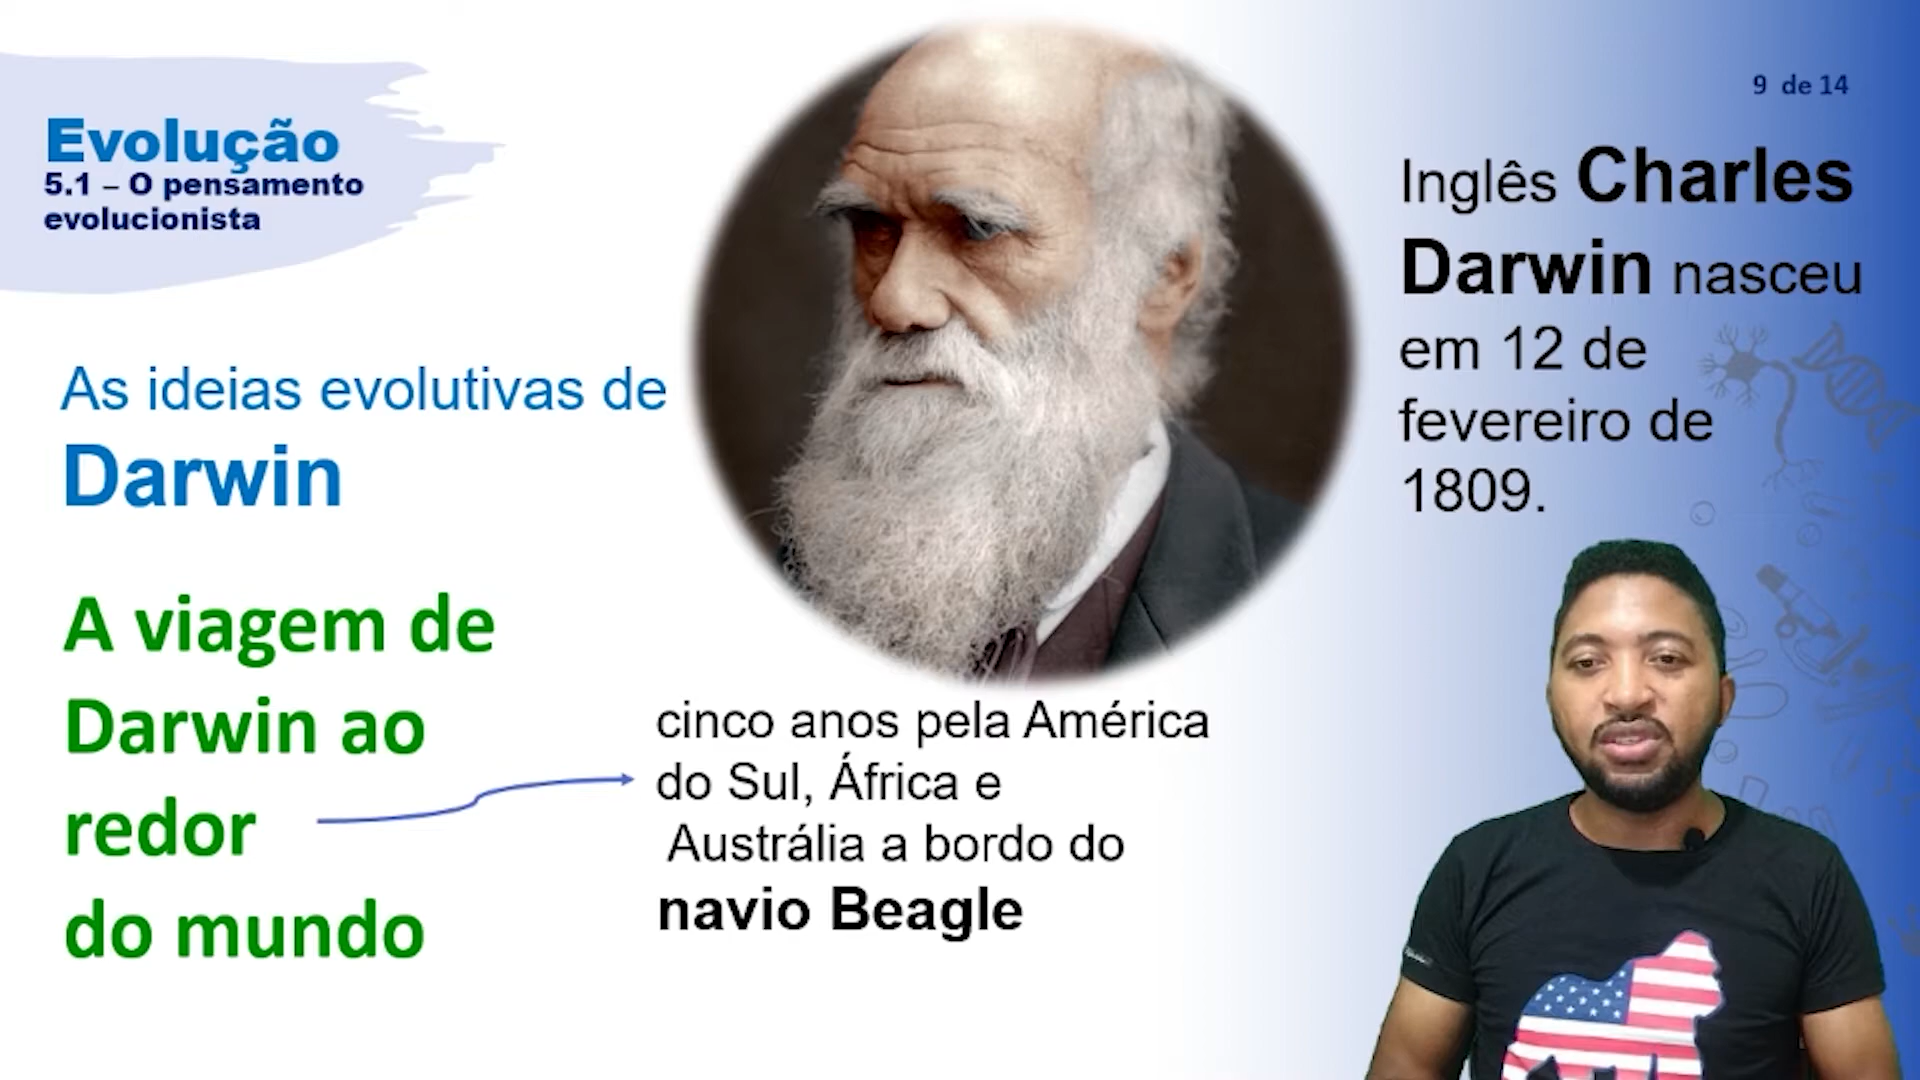 Evolução
5.1 – O pensamento
evolucionista
9 de 14
As ideias evolutivas de
Darwin
Inglês Charles
Darwin nasceu
em 12 de
fevereiro de
1809.
A viagem de
Darwin ao
redor
do mundo
cinco anos pela América
do Sul, África e
Austrália a bordo do
navio Beagle